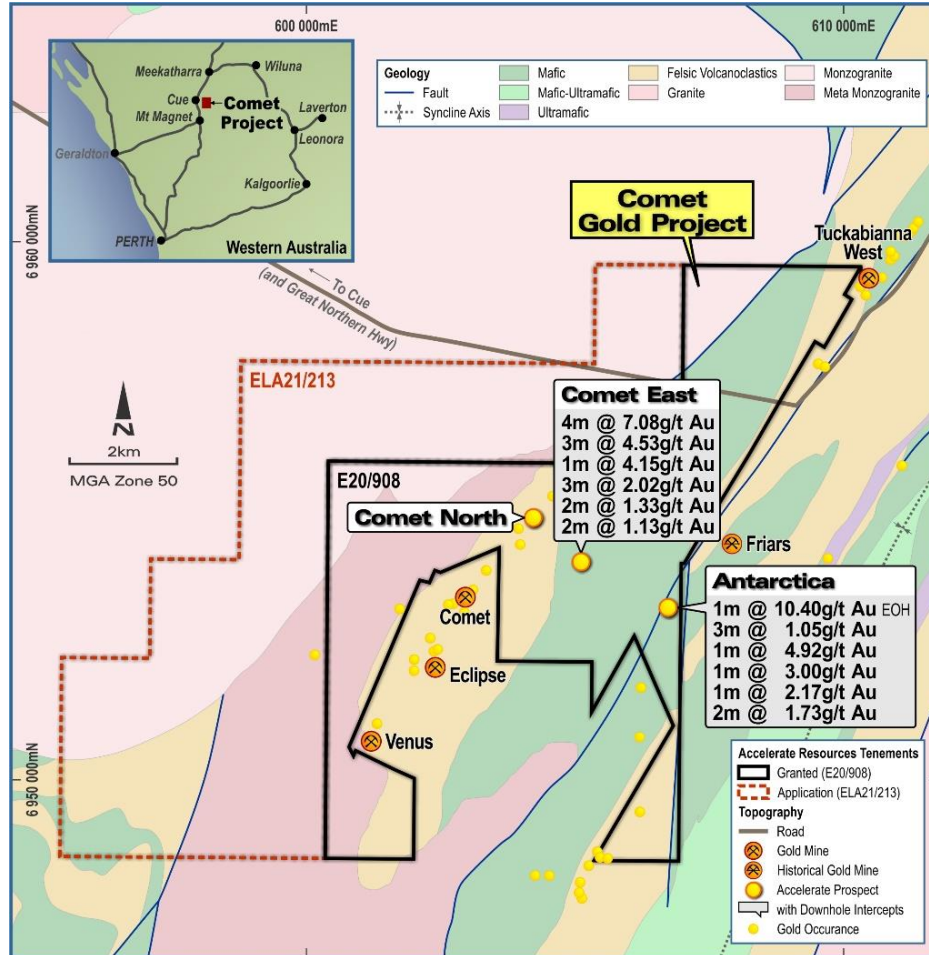 600 000mE
610 000mE
6 960 000mN
6 950 000mN
Meekatharra
Wiluna
Cue
Comet
Project
Mt Magnet
Laverton
Leonora
Geraldton
Kalgoorlie
PERTH
Western Australia
Geology
Fault
Syncline Axis
Mafic
Mafic-Ultramafic
Ultramafic
Felsic Volcanoclastics
Granite
Monzogranite
Meta Monzogranite
Comet
Gold Project
Tuckabianna
West
To Cue
(and Great Northern Hwy)
ELA21/213
N
2km
MGA Zone 50
E20/908
Comet North
Comet East
4m @ 7.08g/t Au
3m @ 4.53g/t Au
1m @ 4.15g/t Au
3m @ 2.02g/t Au
2m @ 1.33g/t Au
2m @ 1.13g/t Au
Friars
Comet
Eclipse
Venus
Antarctica
1m @ 10.40g/t Au EOH
3m @ 1.05g/t Au
1m @ 4.92g/t Au
1m @ 3.00g/t Au
1m @ 2.17g/t Au
2m @ 1.73g/t Au
Accelerate Resources Tenements
Granted (E20/908)
Application (ELA21/213)
Topography
Road
Gold Mine
Historical Gold Mine
Accelerate Prospect
with Downhole Intercepts
Gold Occurance